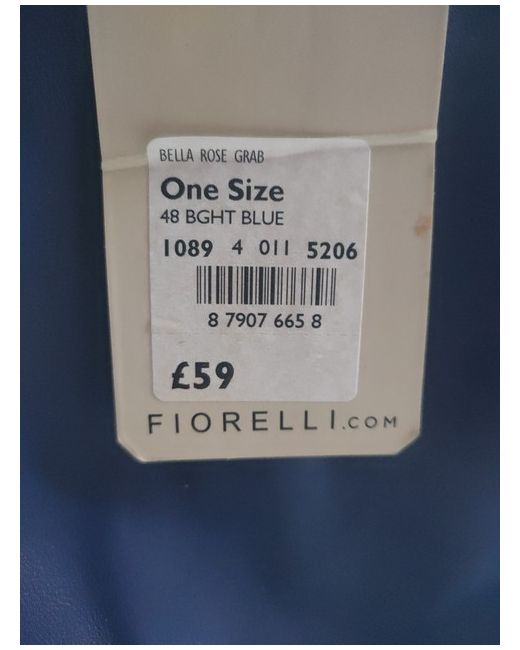 BELLA ROSE GRAB
One Size
48 BGHT BLUE
1089 4 011 5206
8 7907 665 8
£59
FIORELLI.COM